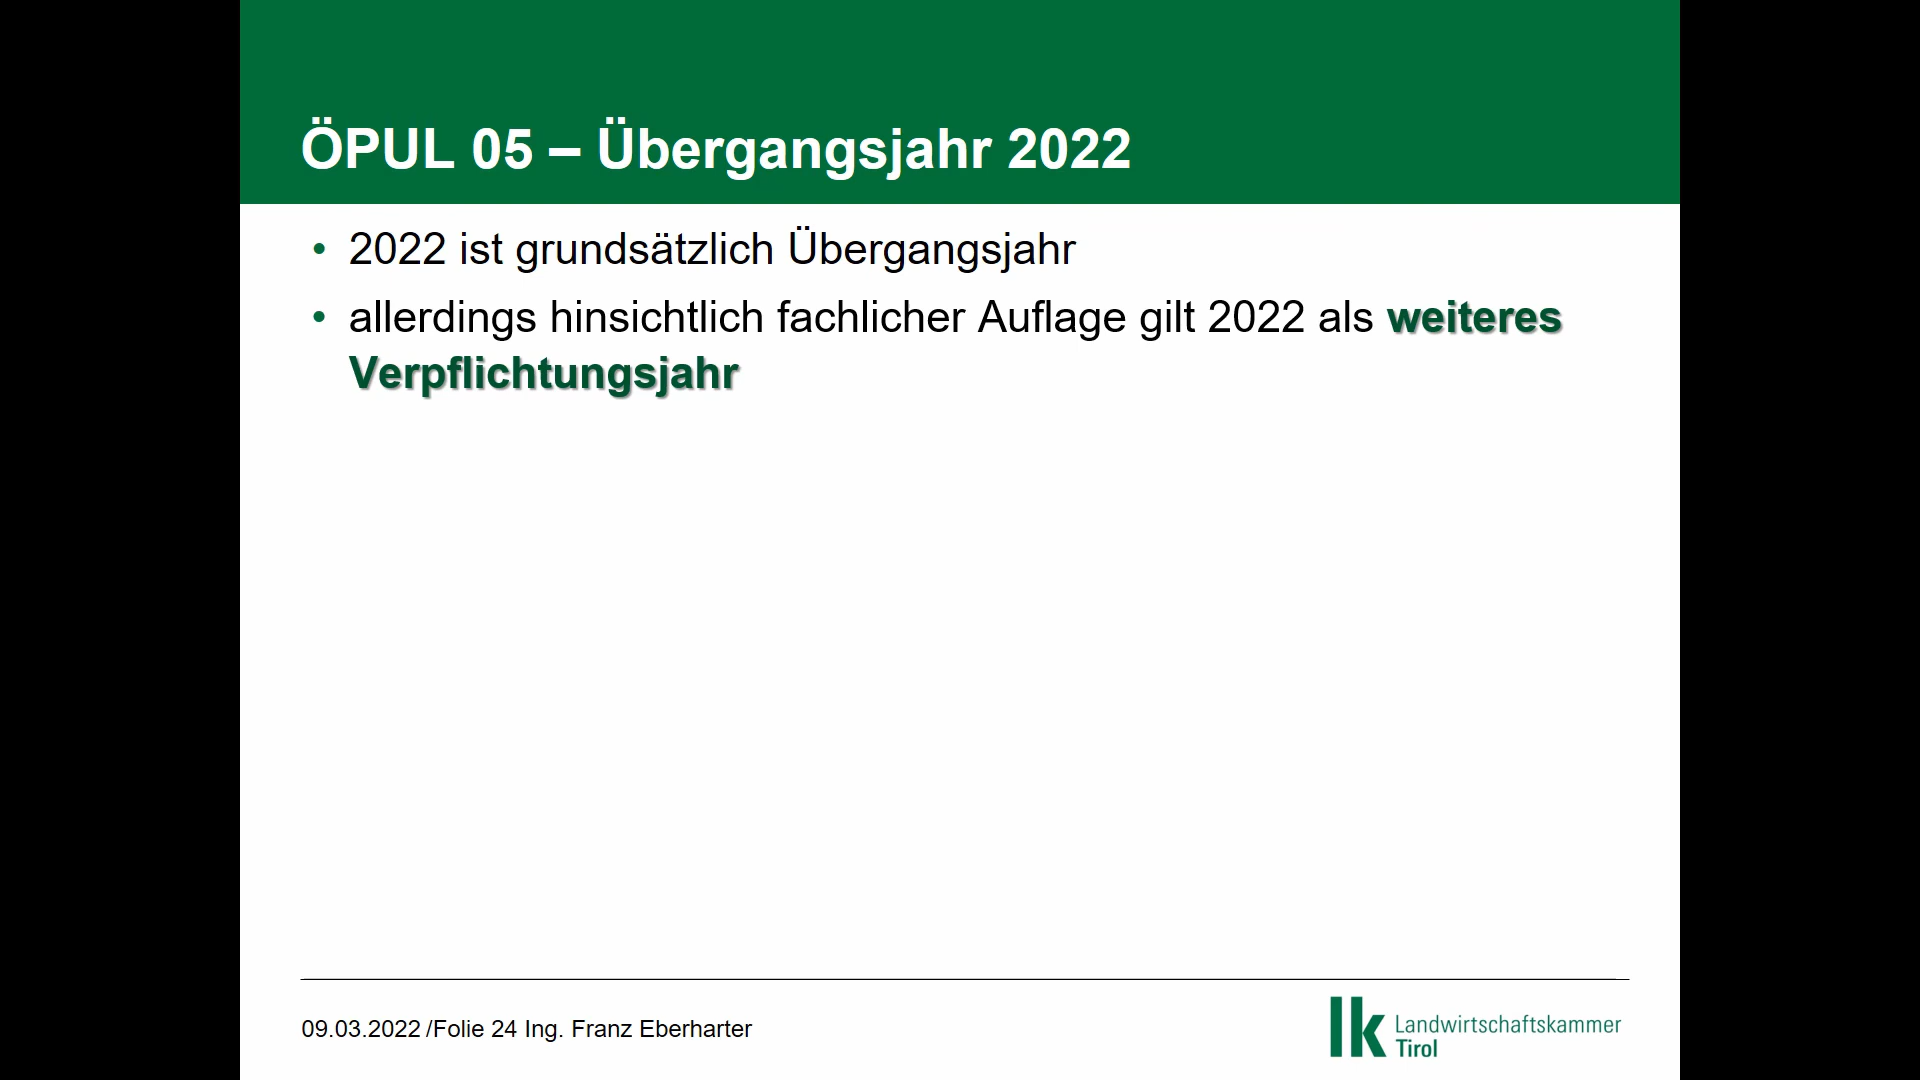 ÖPUL 05 – Übergangsjahr 2022
• 2022 ist grundsätzlich Übergangsjahr
• allerdings hinsichtlich fachlicher Auflage gilt 2022 als weiteres
Verpflichtungsjahr
09.03.2022 /Folie 24 Ing. Franz Eberharter
lk Landwirtschaftskammer
Tirol